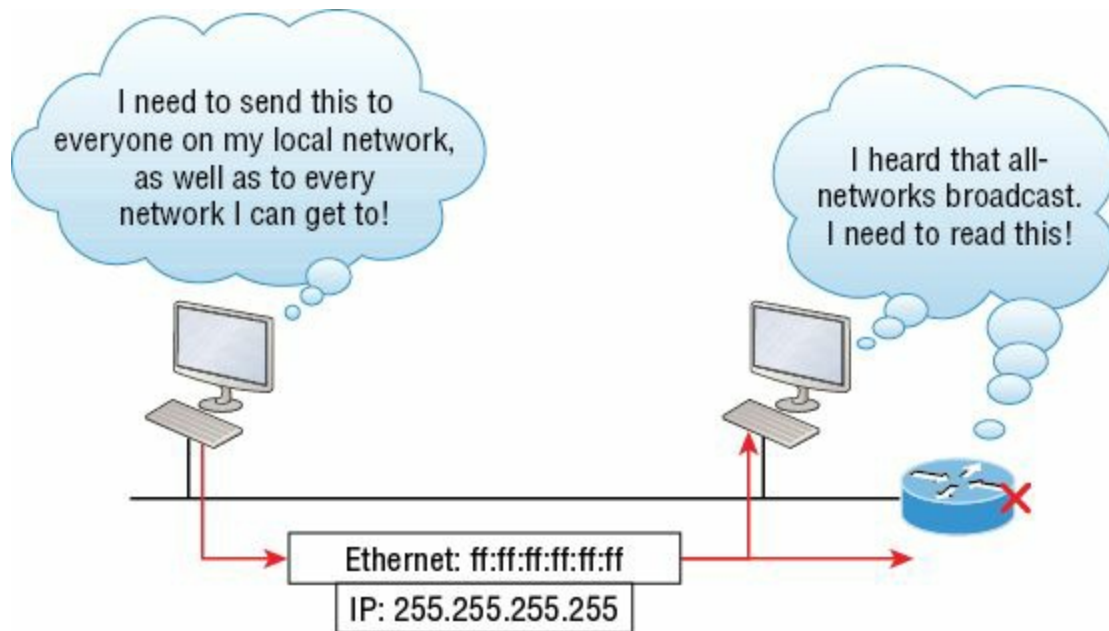 I need to send this to
everyone on my local network,
as well as to every
network I can get to!
I heard that all-
networks broadcast.
I need to read this!
Ethernet: ff:ff:ff:ff:ff:ff
IP: 255.255.255.255